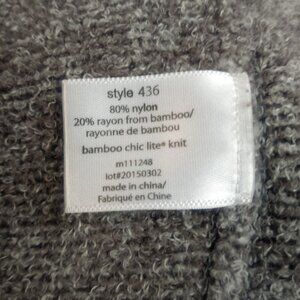 style 436
80% nylon
20% rayon from bamboo/
rayonne de bambou
bamboo chic lite® knit
m111248
lot#20150302
made in china/
Fabriqué en Chine